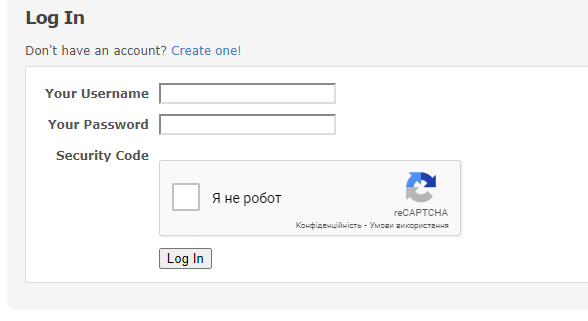 Log In
Don't have an account? Create one!
Your Username
Your Password
Security Code
Я не робот
reCAPTCHA
Конфіденційність - Умови використання
Log In